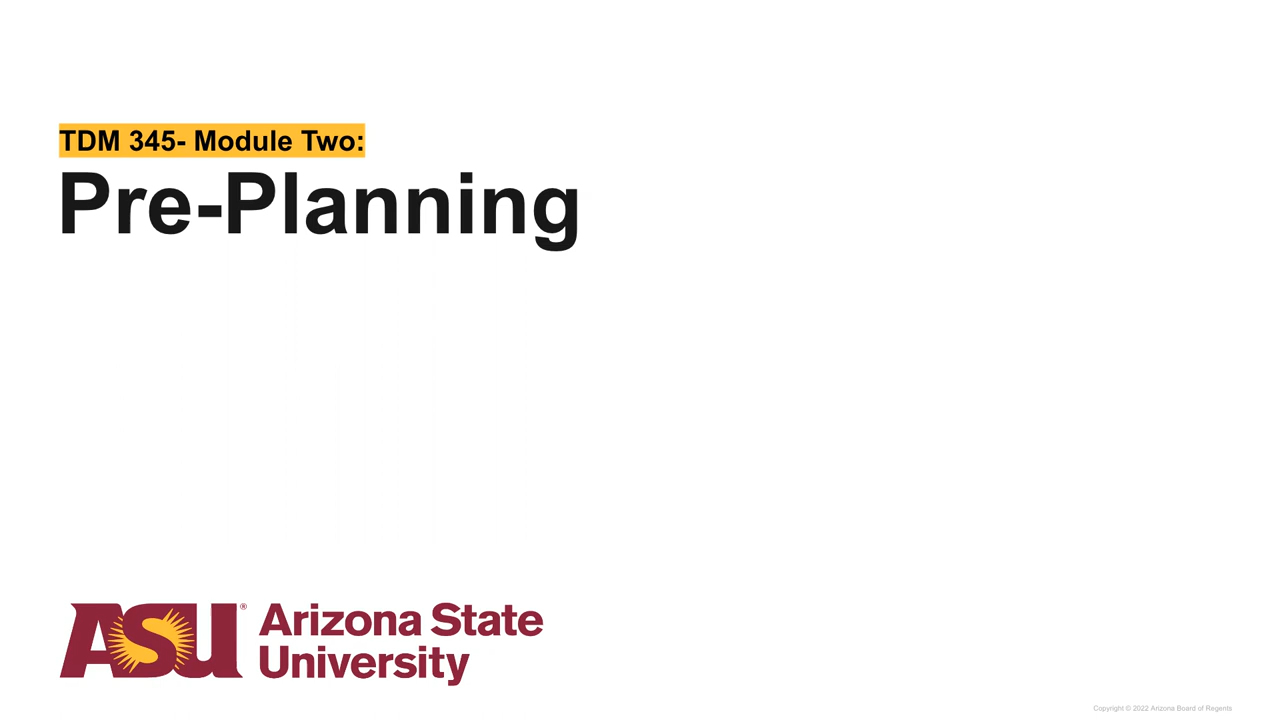 TDM 345- Module Two:
Pre-Planning
ASU® Arizona State
University
Copyright © 2022 Arizona Board of Regents